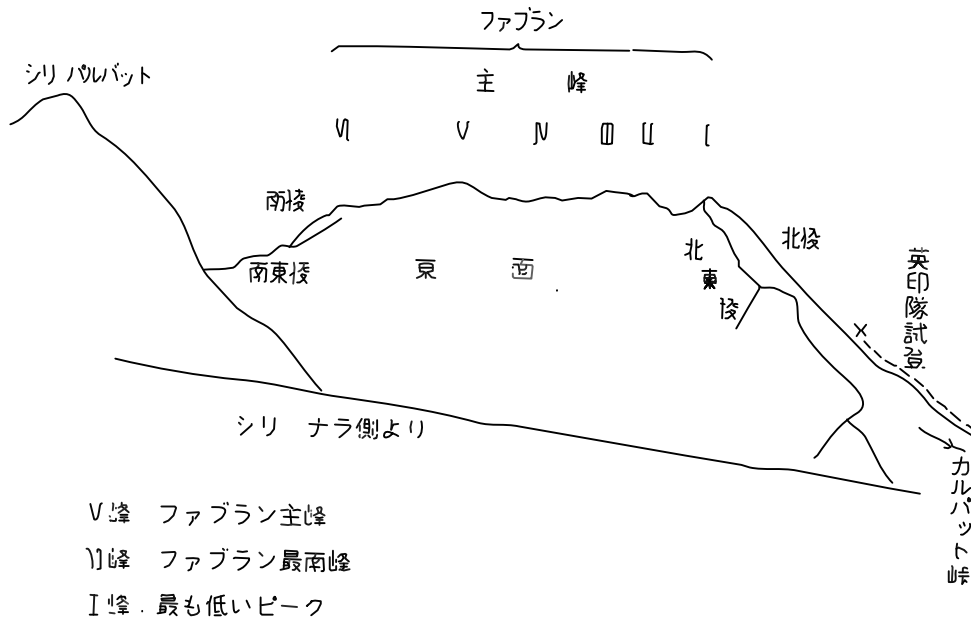 ファブラン
シリ パルバット
主峰
VI V IV III II I
南稜
北稜
南東稜
東面
北東稜
英印隊試登
シリ ナラ側より
カルパット峠
V峰 ファブラン主峰
VI峰 ファブラン最南峰
I峰.最も低いピーク